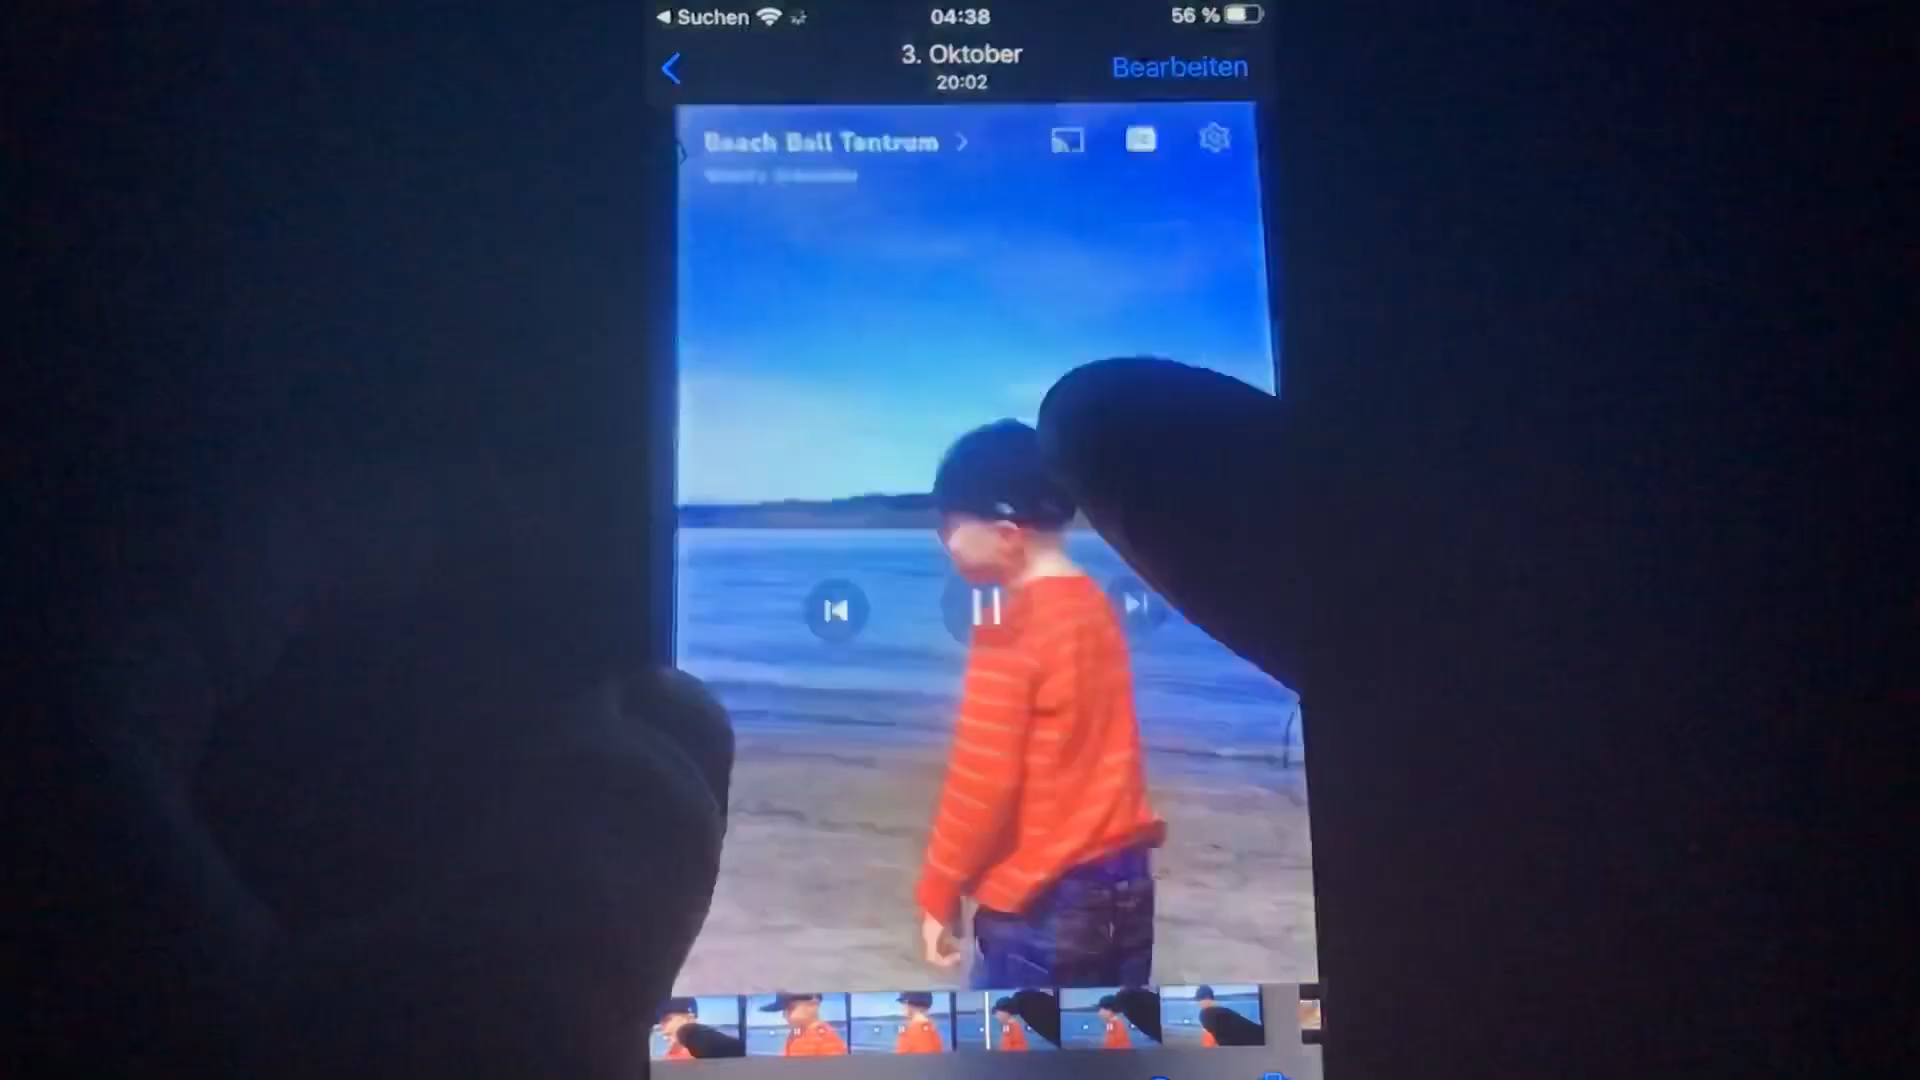 ◀ Suchen 04:38 56 %
3. Oktober
20:02
Bearbeiten
Beach Ball Tantrum >